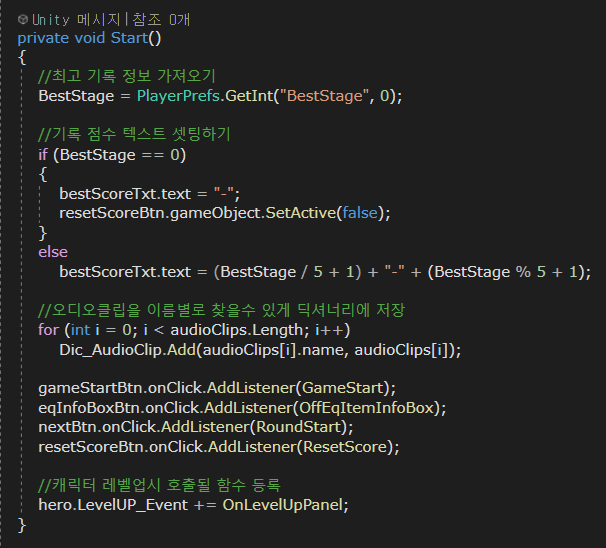 Unity 메시지|참조 0개
private void Start()
{
//최고 기록 정보 가져오기
BestStage = PlayerPrefs.GetInt("BestStage", 0);
//기록 점수 텍스트 셋팅하기
if (BestStage == 0)
{
bestScoreTxt.text = "-";
resetScoreBtn.gameObject.SetActive(false);
}
else
bestScoreTxt.text = (BestStage / 5 + 1) + "-" + (BestStage % 5 + 1);
//오디오클립을 이름별로 찾을수 있게 딕셔너리에 저장
for (int i = 0; i < audioClips.Length; i++)
Dic_AudioClip.Add(audioClips[i].name, audioClips[i]);
gameStartBtn.onClick.AddListener(GameStart);
eqInfoBoxBtn.onClick.AddListener(OffEqItemInfoBox);
nextBtn.onClick.AddListener(RoundStart);
resetScoreBtn.onClick.AddListener(ResetScore);
//캐릭터 레벨업시 호출될 함수 등록
hero.LevelUP_Event += OnLevelUpPanel;
}